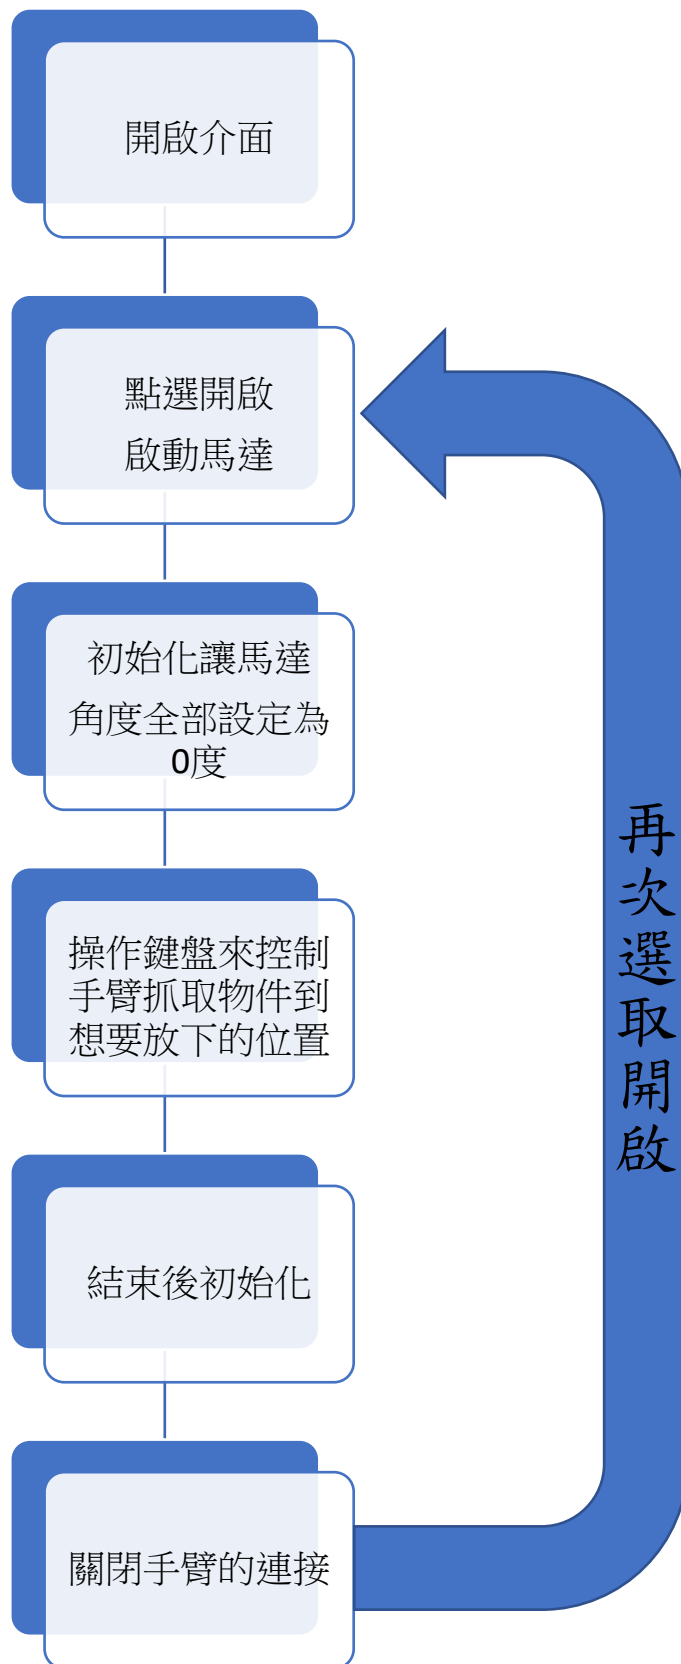 開啟介面
點選開啟
啟動馬達
初始化讓馬達
角度全部設定為
0度
操作鍵盤來控制
手臂抓取物件到
想要放下的位置
結束後初始化
關閉手臂的連接
再次選取開啟